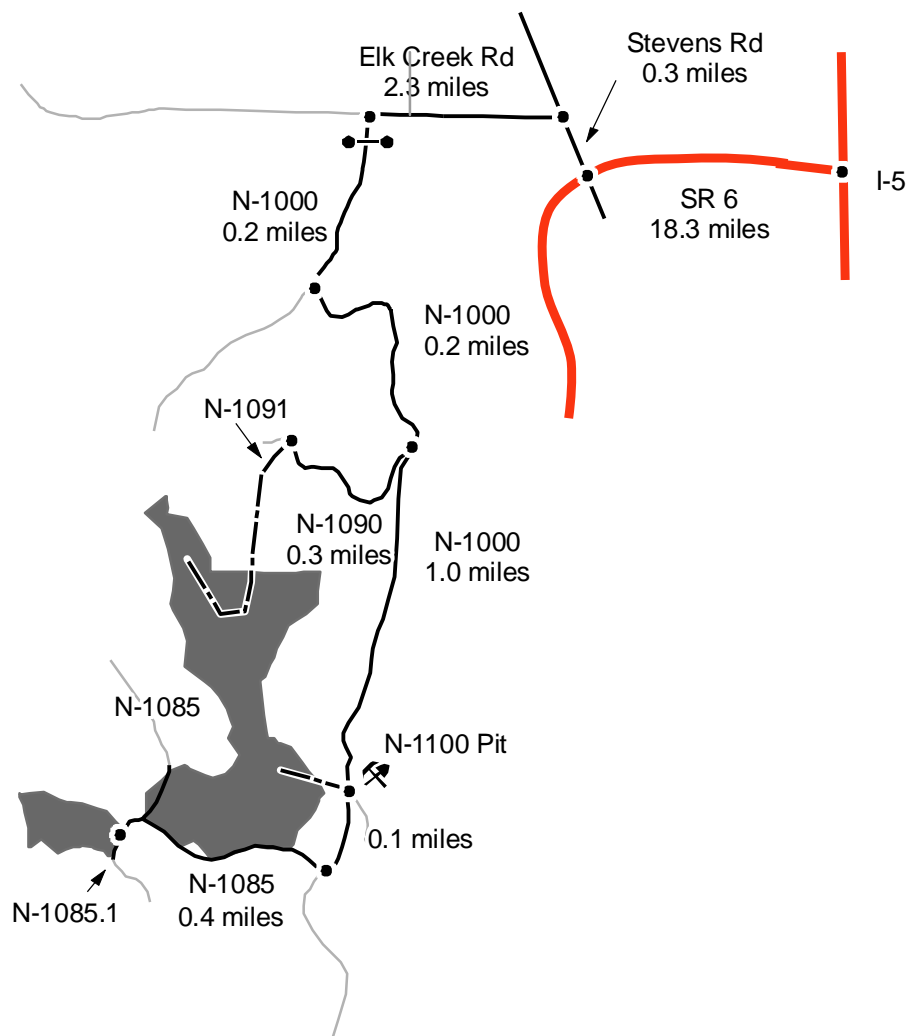 Elk Creek Rd
2.3 miles
Stevens Rd
0.3 miles
I-5
SR 6
18.3 miles
N-1000
0.2 miles
N-1000
0.2 miles
N-1091
N-1090
0.3 miles
N-1000
1.0 miles
N-1085
N-1100 Pit
0.1 miles
N-1085
0.4 miles
N-1085.1